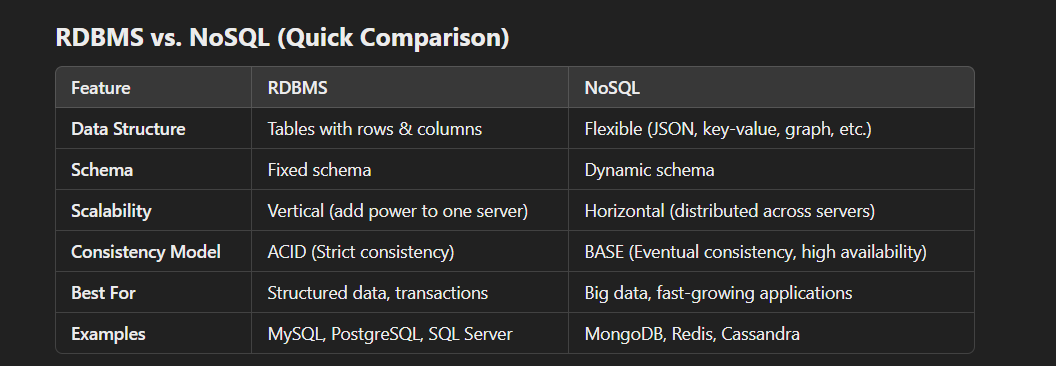 RDBMS vs. NoSQL (Quick Comparison)
Feature RDBMS NoSQL
Data Structure Tables with rows & columns Flexible (JSON, key-value, graph, etc.)
Schema Fixed schema Dynamic schema
Scalability Vertical (add power to one server) Horizontal (distributed across servers)
Consistency Model ACID (Strict consistency) BASE (Eventual consistency, high availability)
Best For Structured data, transactions Big data, fast-growing applications
Examples MySQL, PostgreSQL, SQL Server MongoDB, Redis, Cassandra